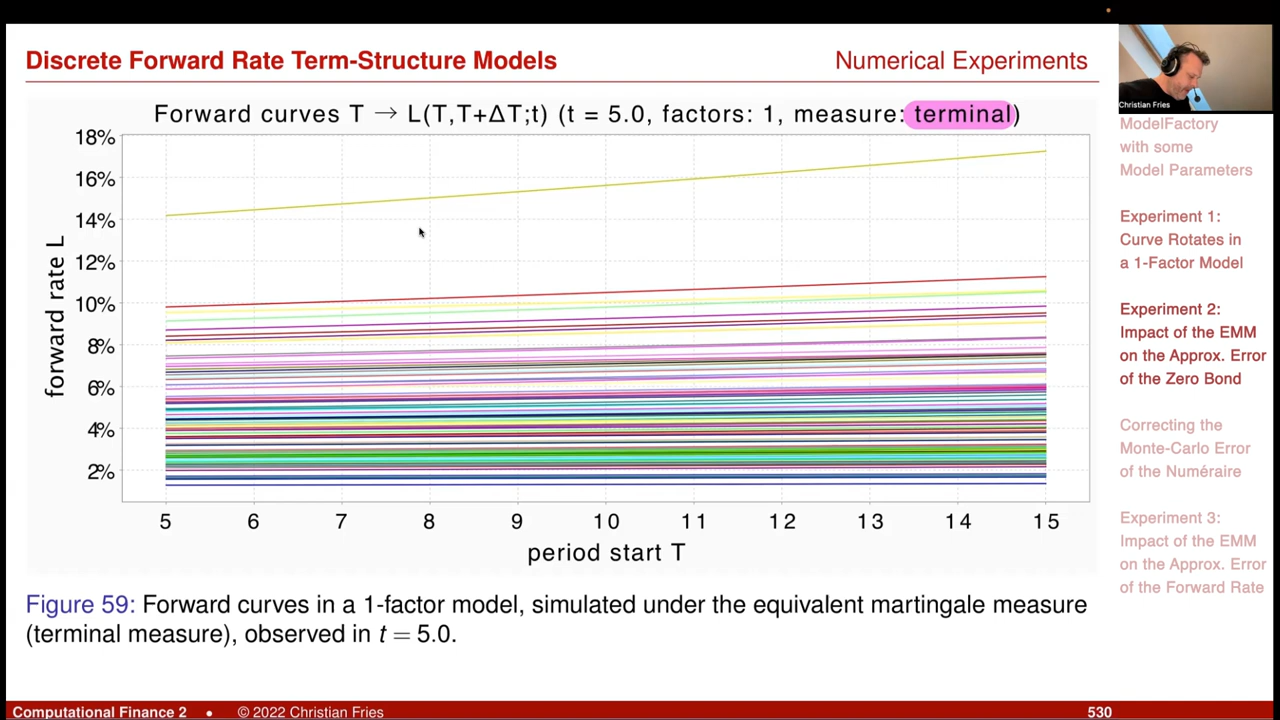 Discrete Forward Rate Term-Structure Models
Numerical Experiments
Christian Fries
Forward curves T → L(T,T+ΔT;t) (t = 5.0, factors: 1, measure: terminal)
18%
16%
14%
12%
10%
8%
6%
4%
2%
forward rate L
5 6 7 8 9 10 11 12 13 14 15
period start T
Figure 59: Forward curves in a 1-factor model, simulated under the equivalent martingale measure
(terminal measure), observed in t = 5.0.
ModelFactory
with some
Model Parameters
Experiment 1:
Curve Rotates in
a 1-Factor Model
Experiment 2:
Impact of the EMM
on the Approx. Error
of the Zero Bond
Correcting the
Monte-Carlo Error
of the Numéraire
Experiment 3:
Impact of the EMM
on the Approx. Error
of the Forward Rate
Computational Finance 2 • © 2022 Christian Fries
530